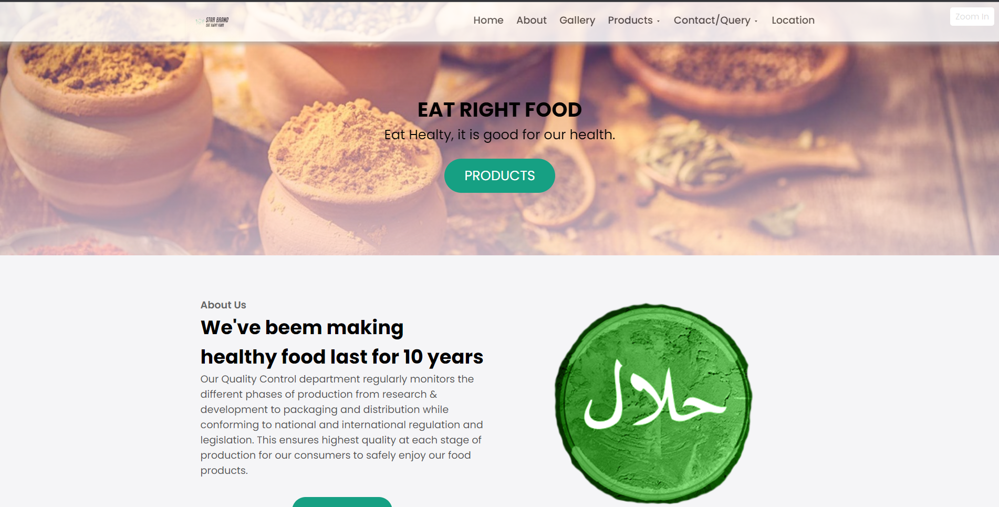 STAR BRAND
EAT RIGHT FOOD
Home About Gallery Products Contact/Query Location
Zoom In
EAT RIGHT FOOD
Eat Healty, it is good for our health.
PRODUCTS
About Us
We've beem making
healthy food last for 10 years
Our Quality Control department regularly monitors the
different phases of production from research &
development to packaging and distribution while
conforming to national and international regulation and
legislation. This ensures highest quality at each stage of
production for our consumers to safely enjoy our food
products.
حلال